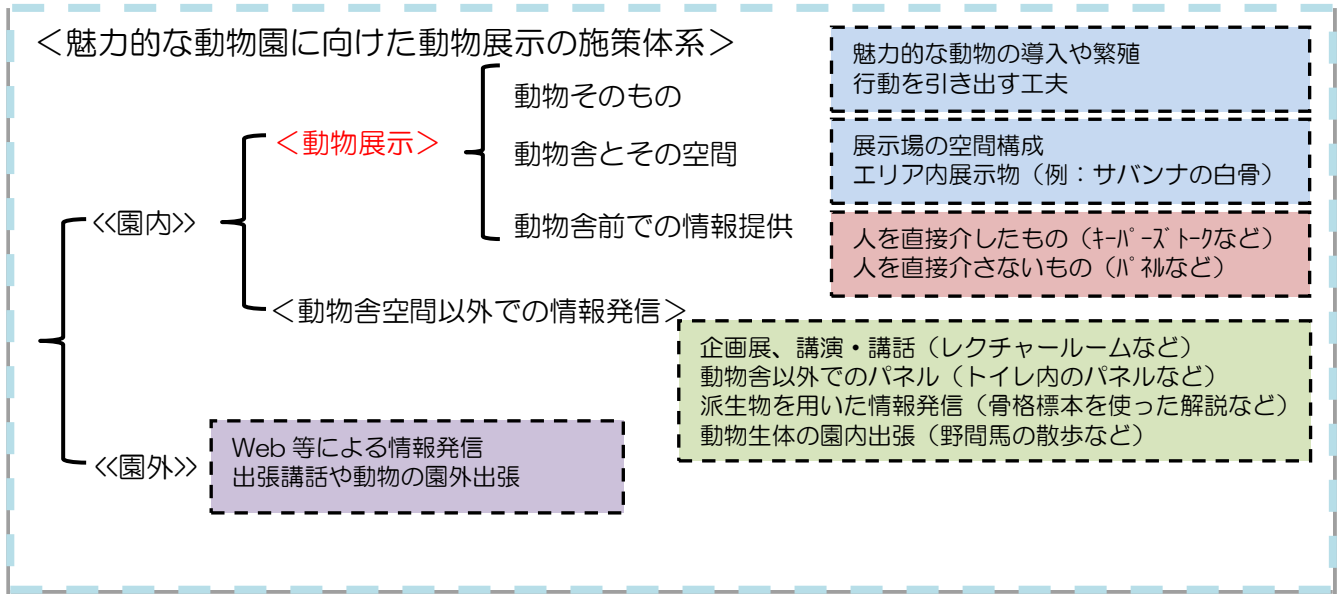 ＜魅力的な動物園に向けた動物展示の施策体系＞
動物そのもの
魅力的な動物の導入や繁殖
行動を引き出す工夫
＜動物展示＞
動物舎とその空間
展示場の空間構成
エリア内展示物（例：サバンナの白骨）
≪園内≫
動物舎前での情報提供
人を直接介したもの（ｷｰﾊﾟｰｽﾞﾄｰｸなど）
人を直接介さないもの（ﾊﾟﾈﾙなど）
＜動物舎空間以外での情報発信＞
企画展、講演・講話（レクチャールームなど）
動物舎以外でのパネル（トイレ内のパネルなど）
派生物を用いた情報発信（骨格標本を使った解説など）
動物生体の園内出張（野間馬の散歩など）
≪園外≫
Web 等による情報発信
出張講話や動物の園外出張